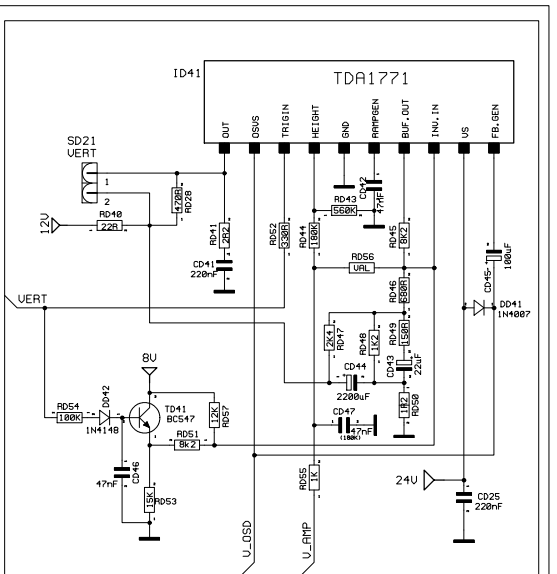 ID41
TDA1771
OUT
OSVS
TRIGIN
HEIGHT
GND
RAMPGEN
BUF.OUT
INV.IN
VS
FB.GEN
SD21
VERT
1
2
470R
RD28
CD42
47nF
RD43
560K
12V
RD40
22R
RD41
2R2
RD52
330R
RD44
180K
RD45
8K2
CD41
220nF
RD56
VAL
CD45
100uF
RD46
680R
VERT
DD41
1N4007
2K4
RD47
RD48
1K2
RD49
150R
CD43
22uF
8V
CD44
2200uF
DD42
TD41
BC547
12K
RD57
1R2
RD50
RD54
100K
1N4148
RD51
8k2
CD47
47nF
(100K)
CD46
47nF
15K
RD53
RD55
1K
24V
CD25
220nF
V_OSD
V_AMP